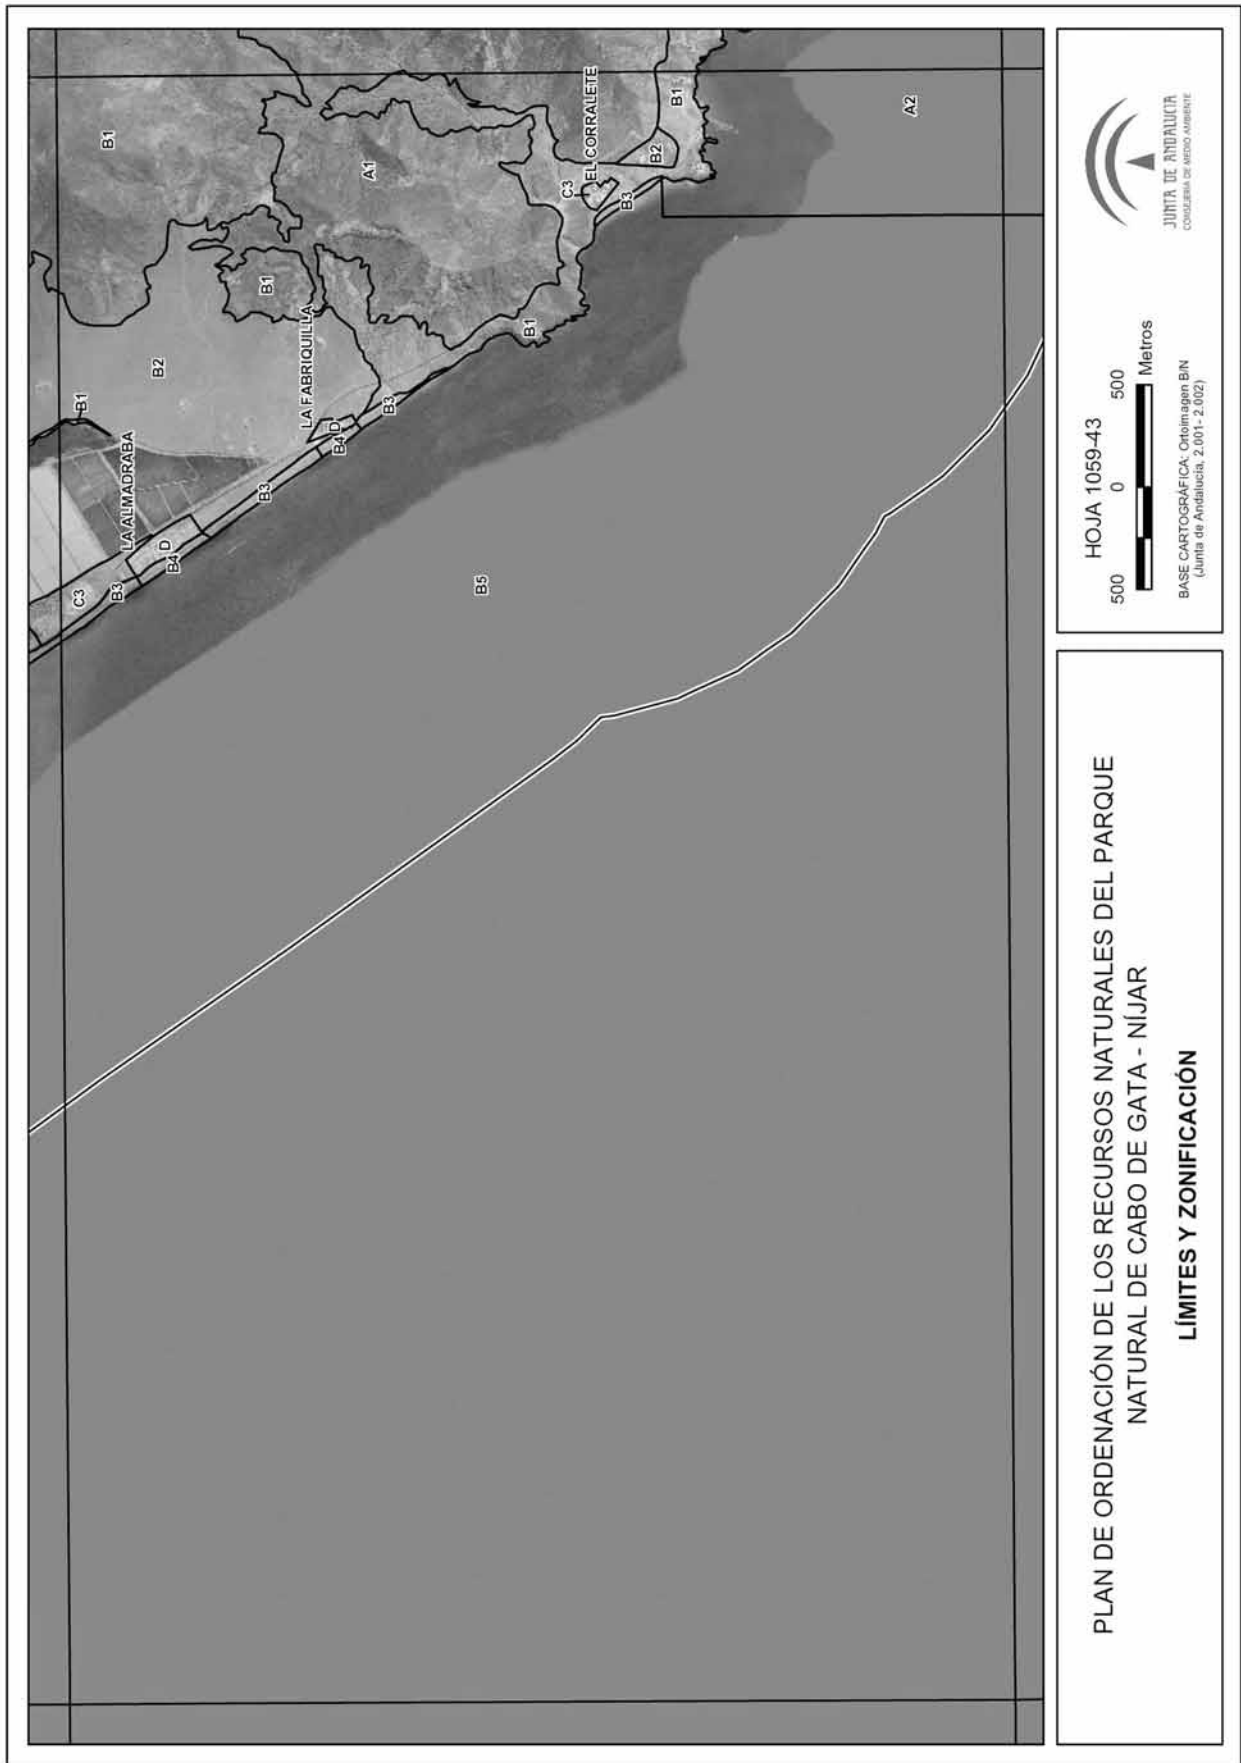 LA ALMADRABA
LA FABRIQUILLA
EL CORRALETE
C3
B3
B4 D
B1
B2
B3
B4 D
B1
B3
B1
A1
B1
C3
B3
B2
B1
A2
B5
PLAN DE ORDENACIÓN DE LOS RECURSOS NATURALES DEL PARQUE
NATURAL DE CABO DE GATA - NÍJAR
LÍMITES Y ZONIFICACIÓN
HOJA 1059-43
500 0 500
Metros
BASE CARTOGRÁFICA: Ortoimagen B/N
(Junta de Andalucía, 2.001- 2.002)
JUNTA DE ANDALUCIA
CONSEJERIA DE MEDIO AMBIENTE